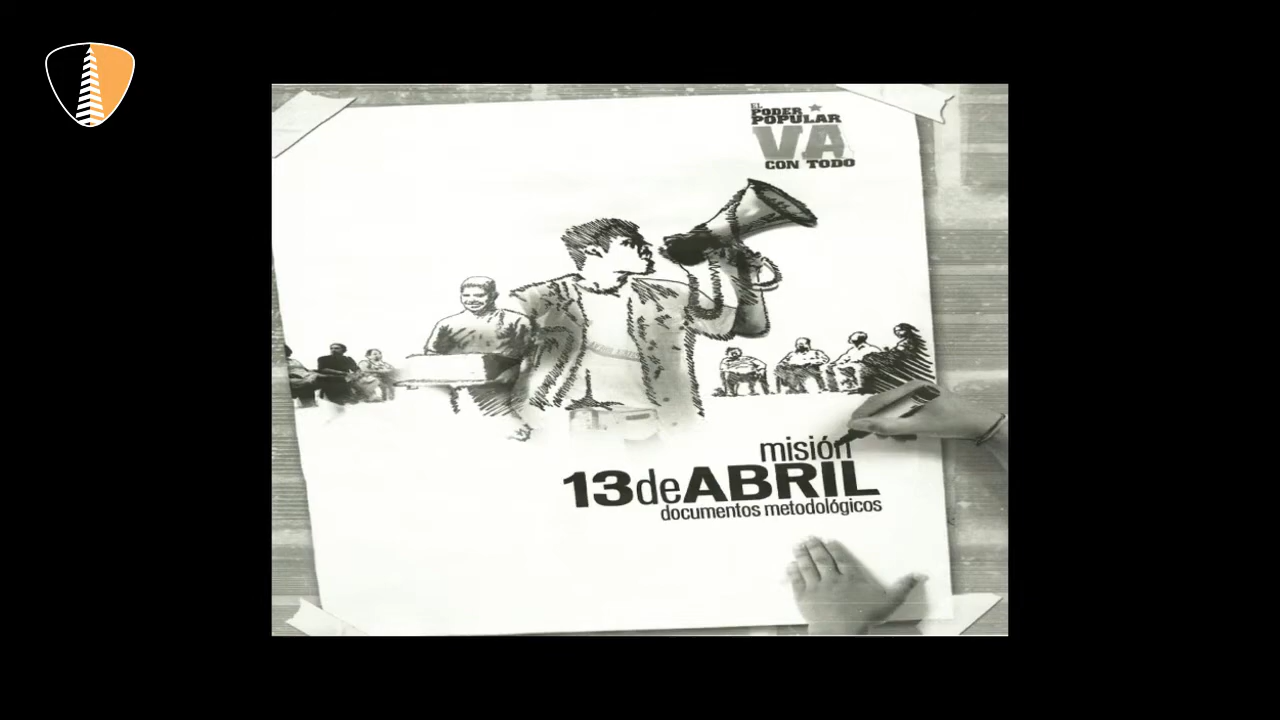 EL
PODER
POPULAR
VA
CON TODO
misión
13deABRIL
documentos metodológicos